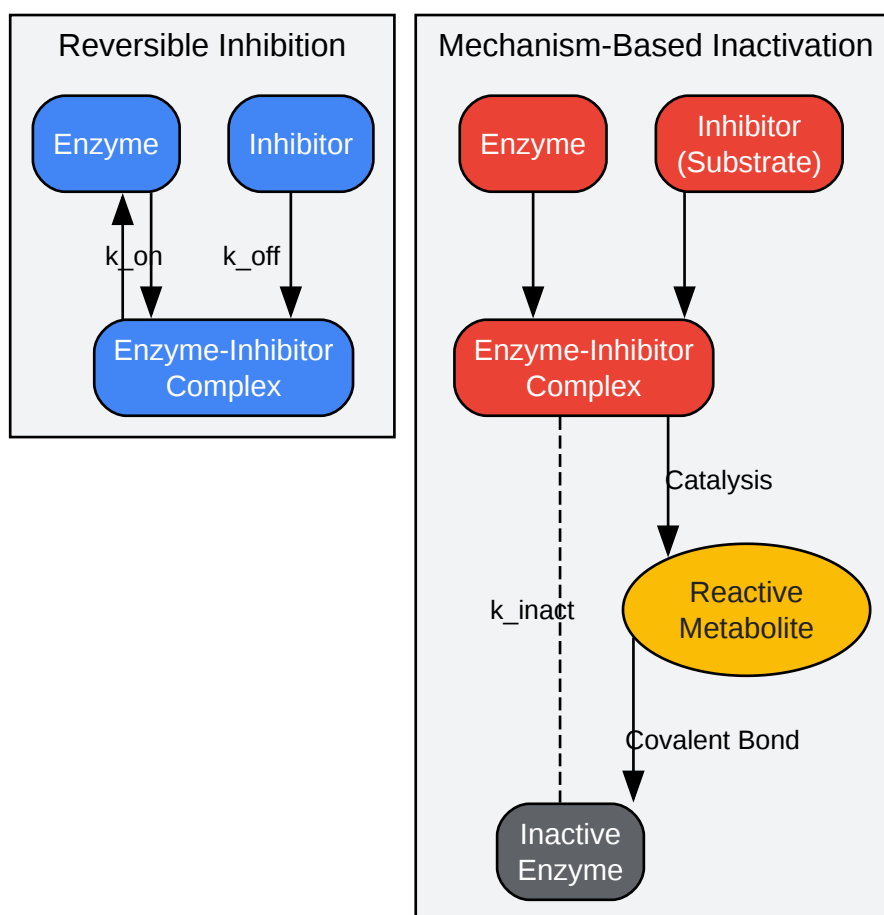 Reversible Inhibition
Enzyme
Inhibitor
k_on
k_off
Enzyme-Inhibitor
Complex
Mechanism-Based Inactivation
Enzyme
Inhibitor
(Substrate)
Enzyme-Inhibitor
Complex
Catalysis
Reactive
Metabolite
k_inact
Covalent Bond
Inactive
Enzyme